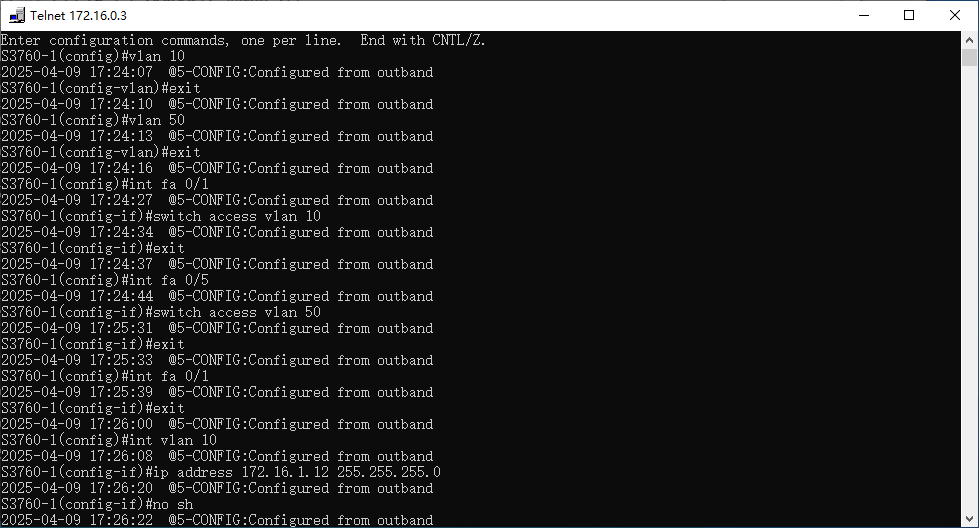 Telnet 172.16.0.3
Enter configuration commands, one per line.  End with CNTL/Z.
S3760-1(config)#vlan 10
2025-04-09 17:24:07  @5-CONFIG:Configured from outband
S3760-1(config-vlan)#exit
2025-04-09 17:24:10  @5-CONFIG:Configured from outband
S3760-1(config)#vlan 50
2025-04-09 17:24:13  @5-CONFIG:Configured from outband
S3760-1(config-vlan)#exit
2025-04-09 17:24:16  @5-CONFIG:Configured from outband
S3760-1(config)#int fa 0/1
2025-04-09 17:24:27  @5-CONFIG:Configured from outband
S3760-1(config-if)#switch access vlan 10
2025-04-09 17:24:34  @5-CONFIG:Configured from outband
S3760-1(config-if)#exit
2025-04-09 17:24:37  @5-CONFIG:Configured from outband
S3760-1(config)#int fa 0/5
2025-04-09 17:24:44  @5-CONFIG:Configured from outband
S3760-1(config-if)#switch access vlan 50
2025-04-09 17:25:31  @5-CONFIG:Configured from outband
S3760-1(config-if)#exit
2025-04-09 17:25:33  @5-CONFIG:Configured from outband
S3760-1(config)#int fa 0/1
2025-04-09 17:25:39  @5-CONFIG:Configured from outband
S3760-1(config-if)#exit
2025-04-09 17:26:00  @5-CONFIG:Configured from outband
S3760-1(config)#int vlan 10
2025-04-09 17:26:08  @5-CONFIG:Configured from outband
S3760-1(config-if)#ip address 172.16.1.12 255.255.255.0
2025-04-09 17:26:20  @5-CONFIG:Configured from outband
S3760-1(config-if)#no sh
2025-04-09 17:26:22  @5-CONFIG:Configured from outband